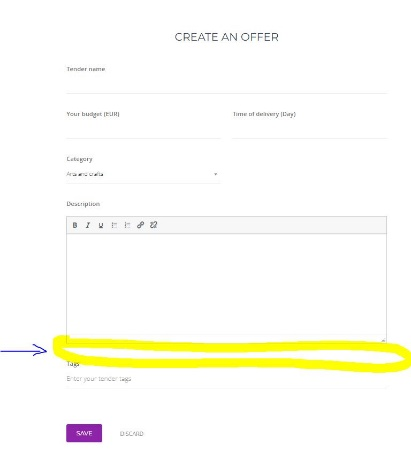 CREATE AN OFFER
Tender name
Your budget (EUR)
Time of delivery (Day)
Category
Arts and crafts
Description
B I U
Tags
Enter your tender tags
SAVE
DISCARD